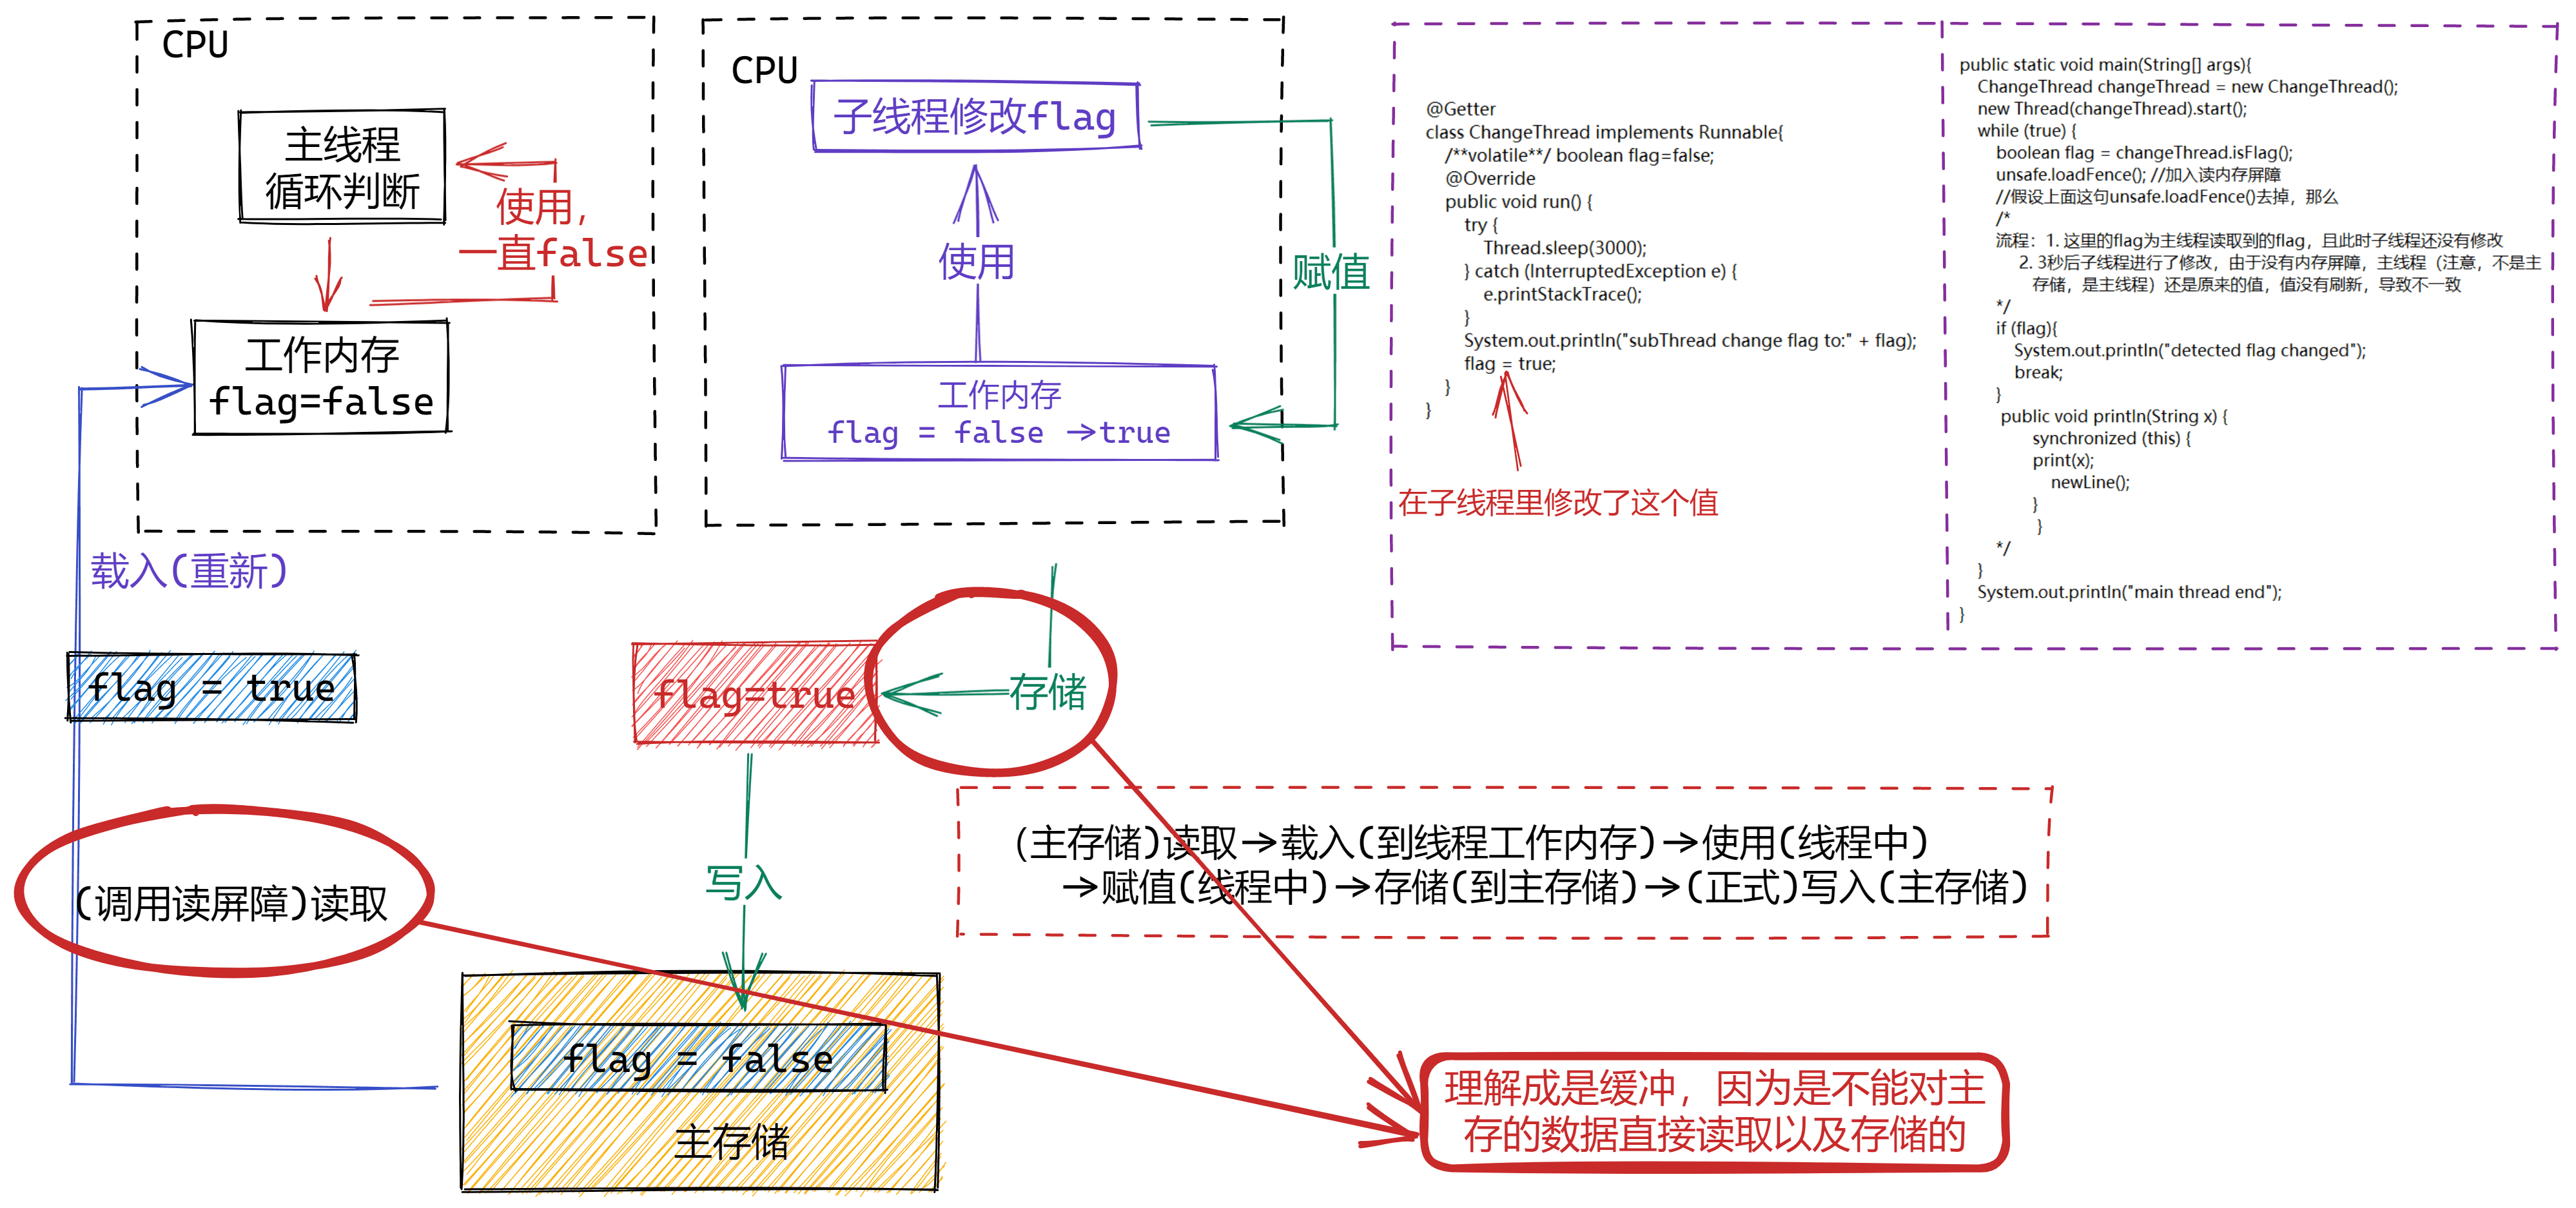 CPU
主线程
循环判断
使用,
一直false
工作内存
flag=false
CPU
子线程修改flag
使用
赋值
工作内存
flag = false →true
@Getter
class ChangeThread implements Runnable{
/**volatile**/ boolean flag=false;
@Override
public void run() {
try {
Thread.sleep(3000);
} catch (InterruptedException e) {
e.printStackTrace();
}
System.out.println("subThread change flag to:" + flag);
flag = true;
}
}
在子线程里修改了这个值
public static void main(String[] args){
ChangeThread changeThread = new ChangeThread();
new Thread(changeThread).start();
while (true) {
boolean flag = changeThread.isFlag();
unsafe.loadFence(); //加入读内存屏障
//假设上面这句unsafe.loadFence()去掉，那么
/*
流程：1. 这里的flag为主线程读取到的flag，且此时子线程还没有修改
2. 3秒后子线程进行了修改，由于没有内存屏障，主线程（注意，不是主
存储，是主线程）还是原来的值，值没有刷新，导致不一致
*/
if (flag){
System.out.println("detected flag changed");
break;
}
public void println(String x) {
synchronized (this) {
print(x);
newLine();
}
}
*/
}
System.out.println("main thread end");
}
载入(重新)
flag = true
flag=true
存储
(调用读屏障)读取
写入
(主存储)读取→载入(到线程工作内存)→使用(线程中)
→赋值(线程中)→存储(到主存储)→(正式)写入(主存储)
flag = false
主存储
理解成是缓冲，因为是不能对主
存的数据直接读取以及存储的